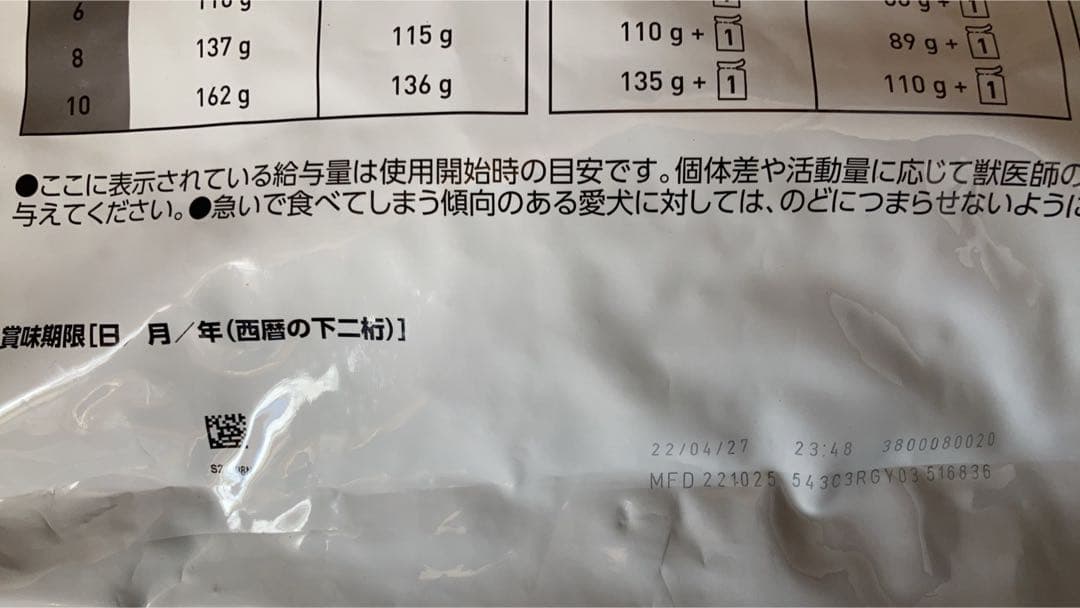 6 116 g
8 137 g 115 g 110 g + 1 89 g + 1
10 162 g 136 g 135 g + 1 110 g + 1
●ここに表示されている給与量は使用開始時の目安です。個体差や活動量に応じて獣医師の
与えてください。●急いで食べてしまう傾向のある愛犬に対しては、のどにつまらせないように
賞味期限[日／月／年(西暦の下二桁)]
22/04/27 23:48 3800080020
MFD 221025 543C3RGY03 516836